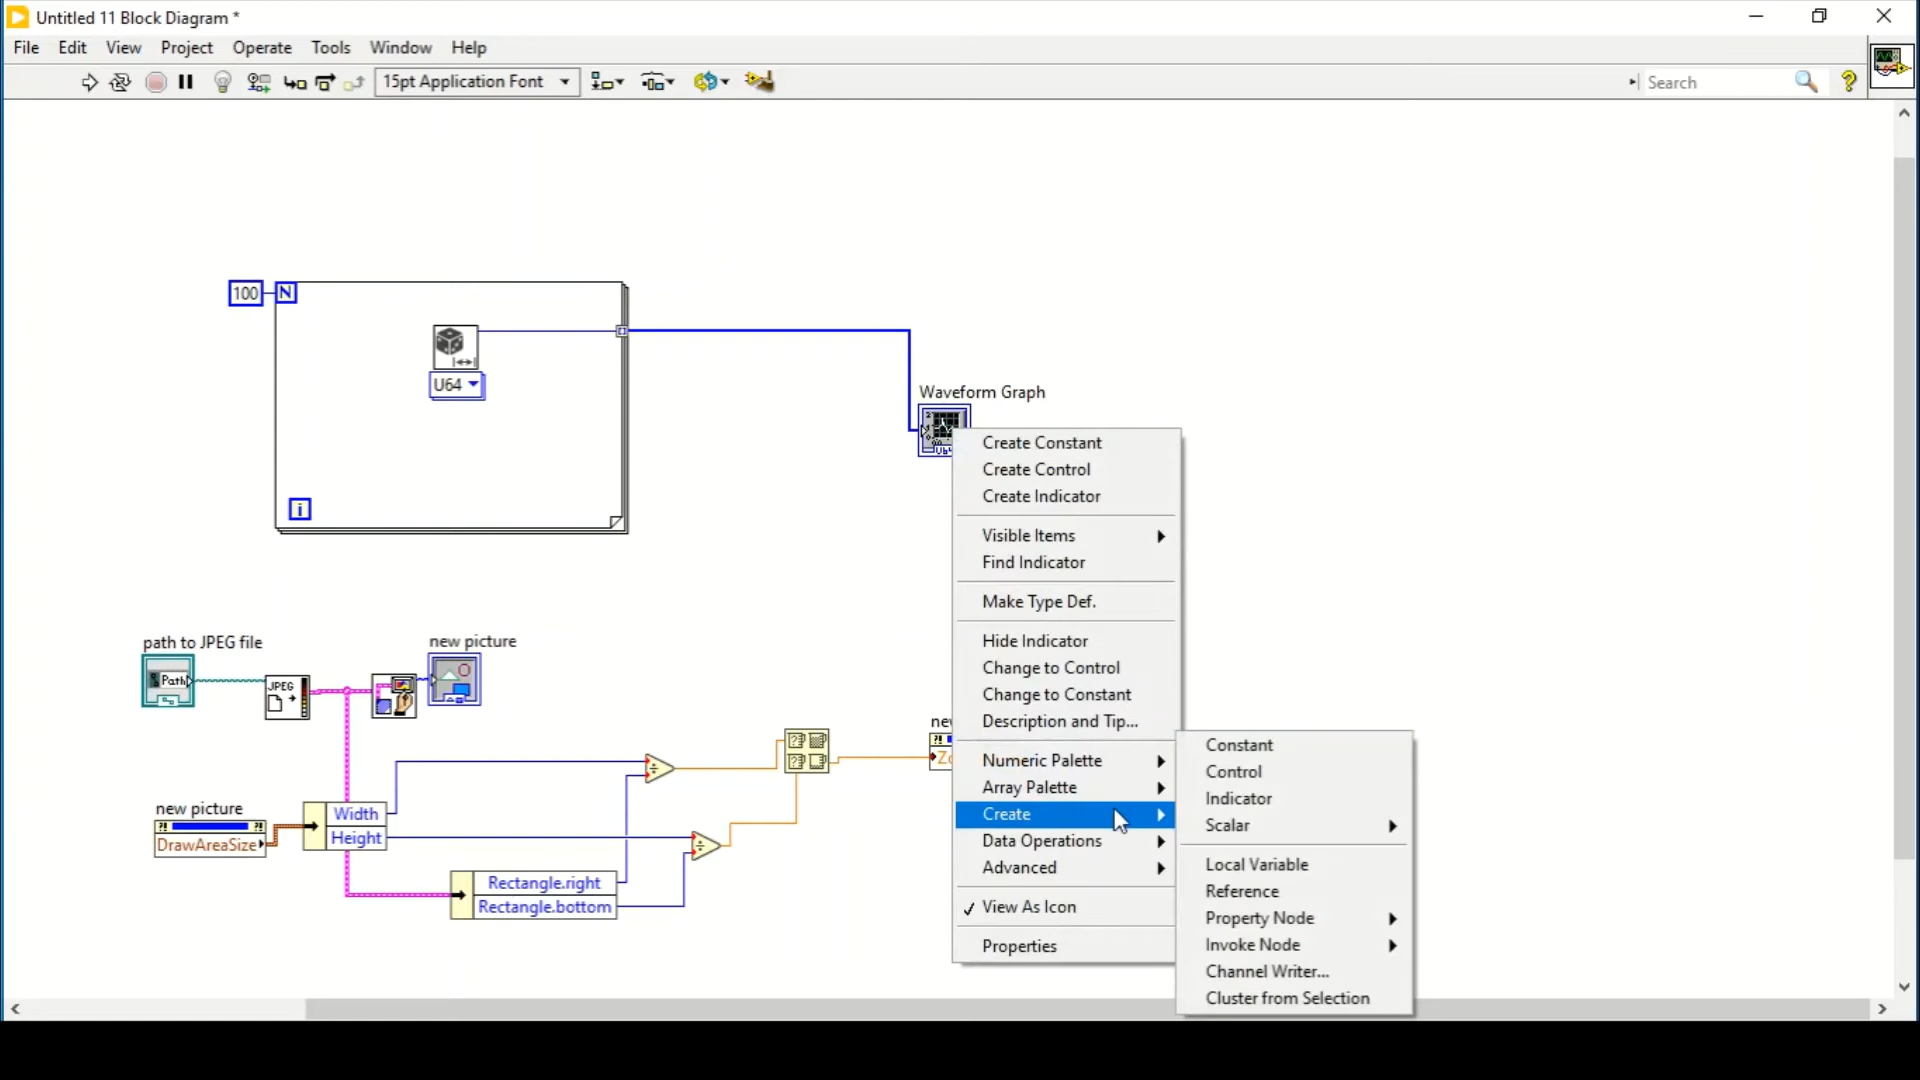 Untitled 11 Block Diagram *
File Edit View Project Operate Tools Window Help
15pt Application Font
Search
100
N
U64
i
Waveform Graph
Create Constant
Create Control
Create Indicator
Visible Items
Find Indicator
Make Type Def.
Hide Indicator
Change to Control
Change to Constant
Description and Tip...
Numeric Palette
Array Palette
Create
Data Operations
Advanced
View As Icon
Properties
Constant
Control
Indicator
Scalar
Local Variable
Reference
Property Node
Invoke Node
Channel Writer...
Cluster from Selection
path to JPEG file
Path
JPEG
new picture
new picture
DrawAreaSize
Width
Height
Rectangle.right
Rectangle.bottom